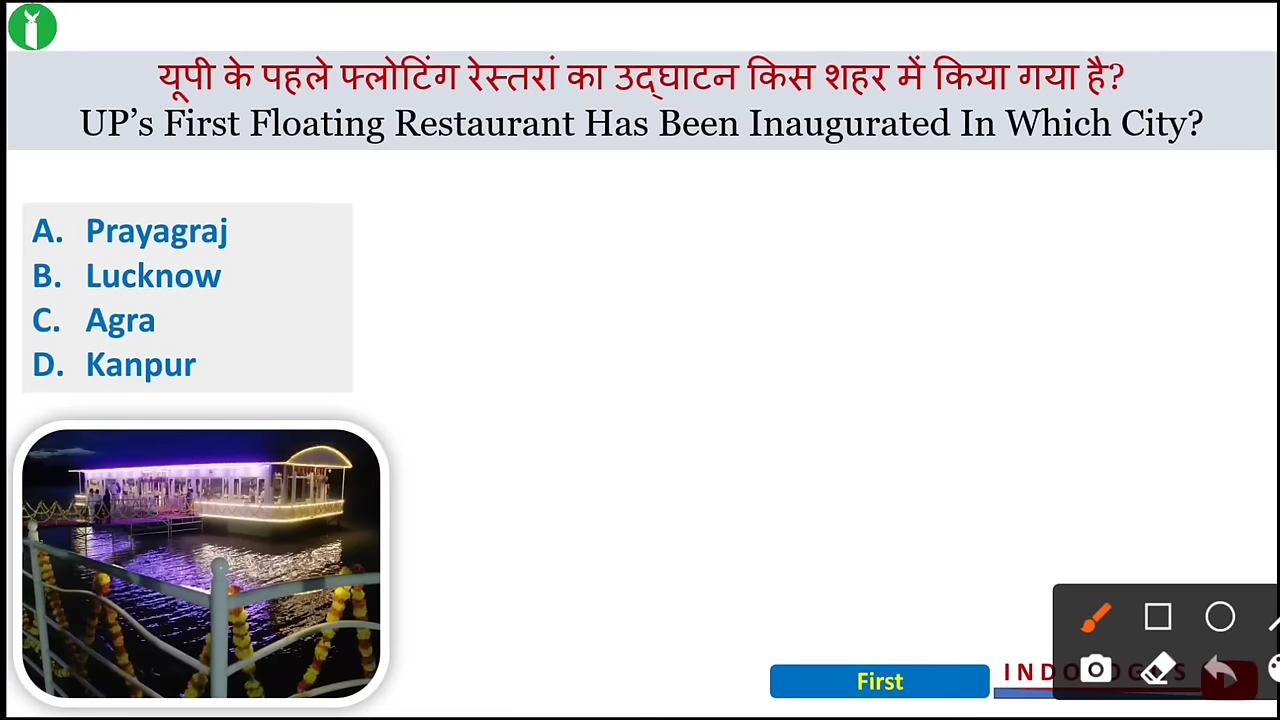 यूपी के पहले फ्लोटिंग रेस्तरां का उद्घाटन किस शहर में किया गया है?
UP’s First Floating Restaurant Has Been Inaugurated In Which City?
A. Prayagraj
B. Lucknow
C. Agra
D. Kanpur
First